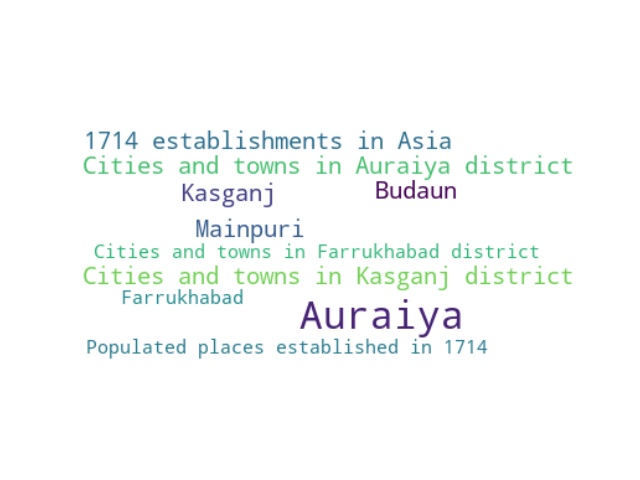 1714 establishments in Asia
Cities and towns in Auraiya district
Kasganj Budaun
Mainpuri
Cities and towns in Farrukhabad district
Cities and towns in Kasganj district
Farrukhabad
Auraiya
Populated places established in 1714